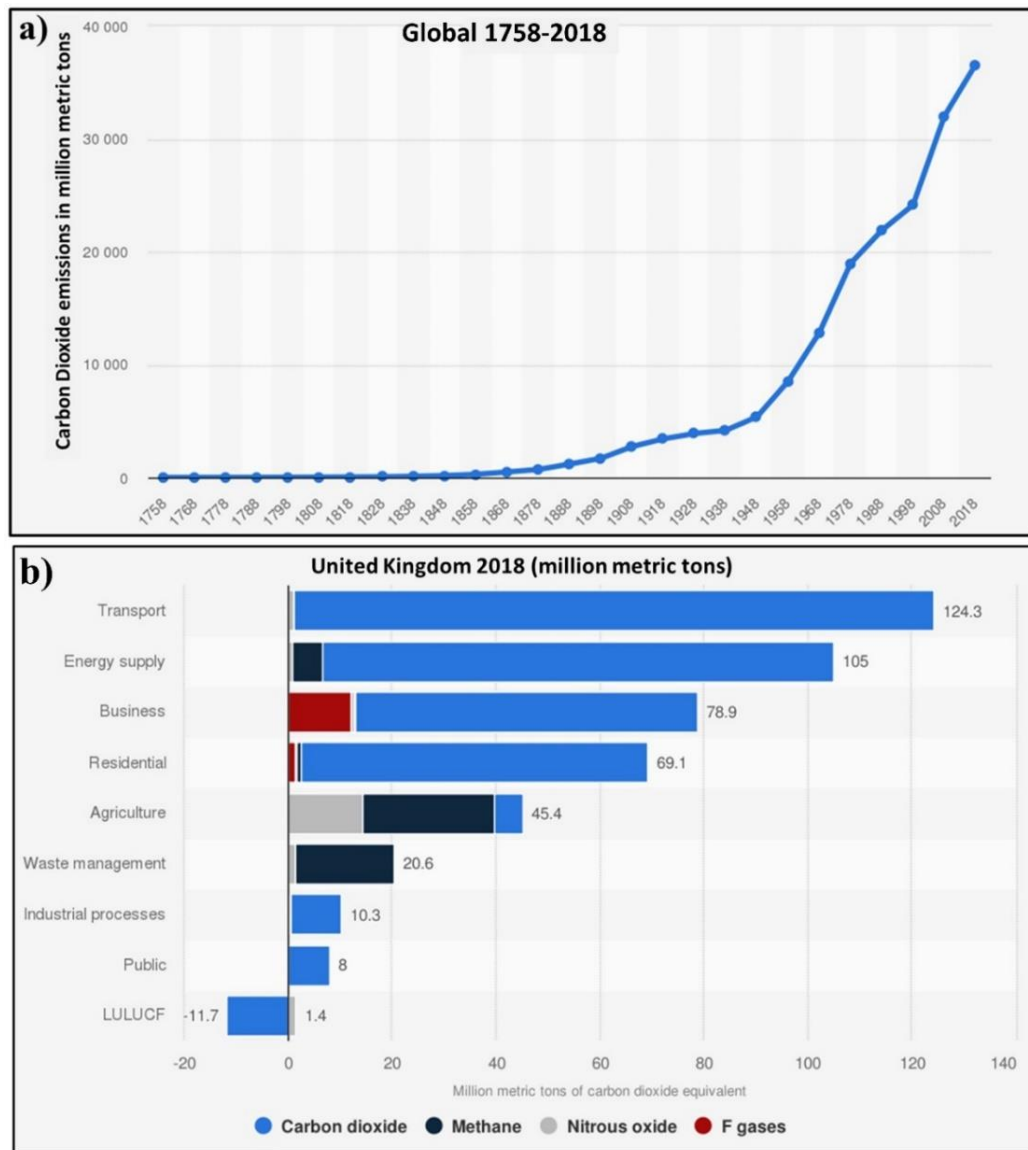 a)
Global 1758-2018
Carbon Dioxide emissions in million metric tons
40 000
30 000
20 000
10 000
0
1758
1768
1778
1788
1798
1808
1818
1828
1838
1848
1858
1868
1878
1888
1898
1908
1918
1928
1938
1948
1958
1968
1978
1988
1998
2008
2018
b)
United Kingdom 2018 (million metric tons)
Transport
124.3
Energy supply
105
Business
78.9
Residential
69.1
Agriculture
45.4
Waste management
20.6
Industrial processes
10.3
Public
8
LULUCF
-11.7
1.4
-20
0
20
40
60
80
100
120
140
Million metric tons of carbon dioxide equivalent
Carbon dioxide
Methane
Nitrous oxide
F gases